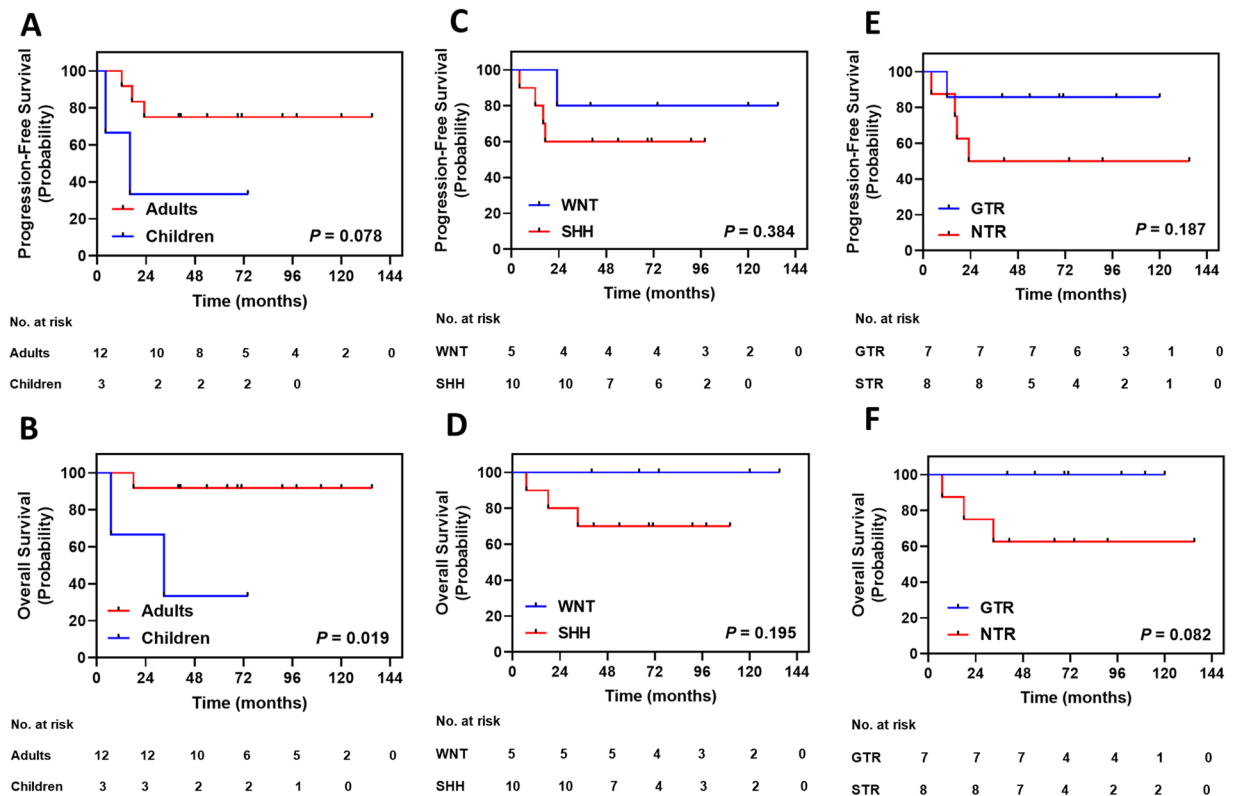 A
Progression-Free Survival
(Probability)
100
80
60
40
20
0
Adults
Children
P = 0.078
0 24 48 72 96 120 144
Time (months)
No. at risk
Adults 12 10 8 5 4 2 0
Children 3 2 2 2 0
C
Progression-Free Survival
(Probability)
100
80
60
40
20
0
WNT
SHH
P = 0.384
0 24 48 72 96 120 144
Time (months)
No. at risk
WNT 5 4 4 4 3 2 0
SHH 10 10 7 6 2 0
E
Progression-Free Survival
(Probability)
100
80
60
40
20
0
GTR
NTR
P = 0.187
0 24 48 72 96 120 144
Time (months)
No. at risk
GTR 7 7 7 6 3 1 0
STR 8 8 5 4 2 1 0
B
Overall Survival
(Probability)
100
80
60
40
20
0
Adults
Children
P = 0.019
0 24 48 72 96 120 144
Time (months)
No. at risk
Adults 12 12 10 6 5 2 0
Children 3 3 2 2 1 0
D
Overall Survival
(Probability)
100
80
60
40
20
0
WNT
SHH
P = 0.195
0 24 48 72 96 120 144
Time (months)
No. at risk
WNT 5 5 5 4 3 2 0
SHH 10 10 7 4 3 2 0
F
Overall Survival
(Probability)
100
80
60
40
20
0
GTR
NTR
P = 0.082
0 24 48 72 96 120 144
Time (months)
No. at risk
GTR 7 7 7 4 4 1 0
STR 8 8 7 4 2 2 0